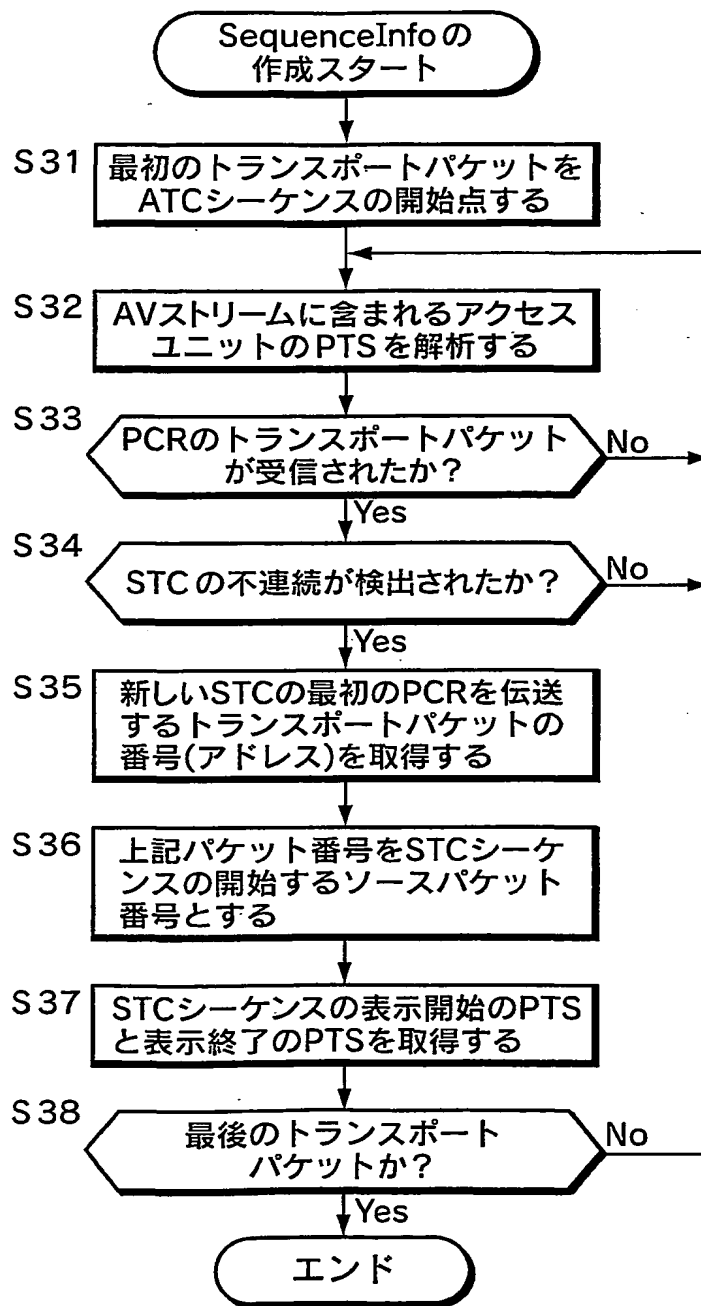 SequenceInfoの
作成スタート
S31
最初のトランスポートパケットを
ATCシーケンスの開始点する
S32
AVストリームに含まれるアクセス
ユニットのPTSを解析する
S33
PCRのトランスポートパケット
が受信されたか？
No
Yes
S34
STCの不連続が検出されたか？
No
Yes
S35
新しいSTCの最初のPCRを伝送
するトランスポートパケットの
番号(アドレス)を取得する
S36
上記パケット番号をSTCシーケ
ンスの開始するソースパケット
番号とする
S37
STCシーケンスの表示開始のPTS
と表示終了のPTSを取得する
S38
最後のトランスポート
パケットか？
No
Yes
エンド